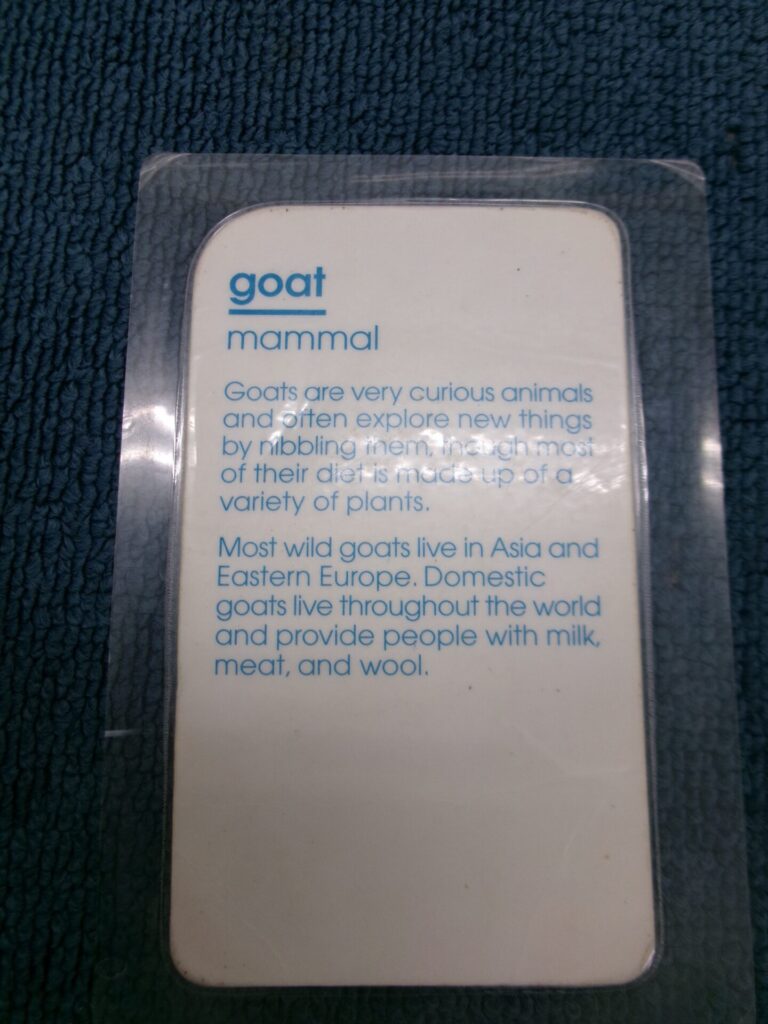 goat
mammal
Goats are very curious animals
and often explore new things
by nibbling them, though most
of their diet is made up of a
variety of plants.
Most wild goats live in Asia and
Eastern Europe. Domestic
goats live throughout the world
and provide people with milk,
meat, and wool.